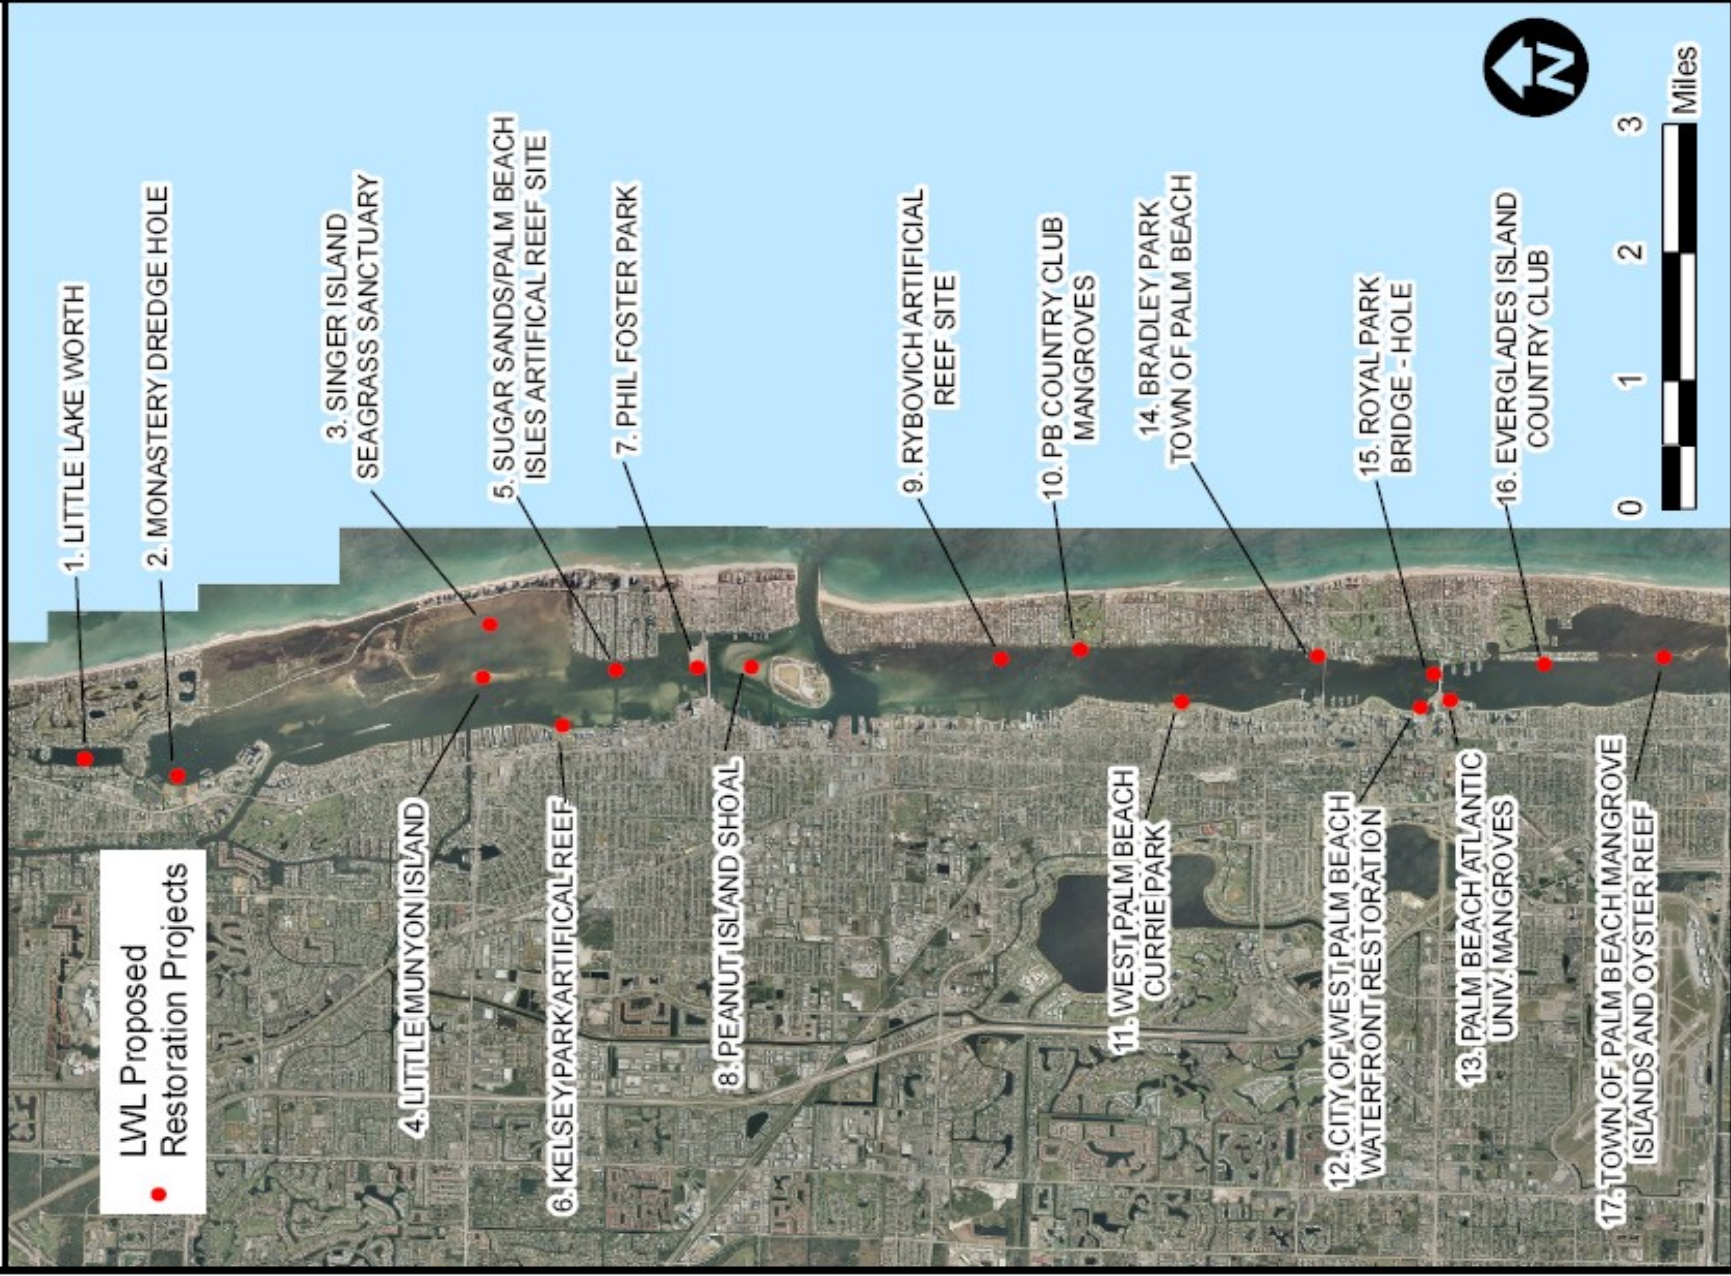 LWL Proposed
Restoration Projects
1. LITTLE LAKE WORTH
2. MONASTERY DREDGE HOLE
3. SINGER ISLAND
SEAGRASS SANCTUARY
4. LITTLE MUNYON ISLAND
5. SUGAR SANDS/PALM BEACH
ISLES ARTIFICAL REEF SITE
6. KELSEY PARK ARTIFICAL REEF
7. PHIL FOSTER PARK
8. PEANUT ISLAND SHOAL
9. RYBOVICH ARTIFICIAL
REEF SITE
10. PB COUNTRY CLUB
MANGROVES
11. WEST PALM BEACH
CURRIE PARK
12. CITY OF WEST PALM BEACH
WATERFRONT RESTORATION
13. PALM BEACH ATLANTIC
UNIV. MANGROVES
14. BRADLEY PARK
TOWN OF PALM BEACH
15. ROYAL PARK
BRIDGE - HOLE
16. EVERGLADES ISLAND
COUNTRY CLUB
17. TOWN OF PALM BEACH MANGROVE
ISLANDS AND OYSTER REEF
N
0 1 2 3
Miles